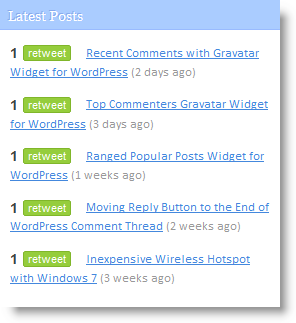 Latest Posts
1 retweet Recent Comments with Gravatar
Widget for WordPress (2 days ago)
1 retweet Top Commenters Gravatar Widget
for WordPress (3 days ago)
1 retweet Ranged Popular Posts Widget for
WordPress (1 weeks ago)
1 retweet Moving Reply Button to the End of
WordPress Comment Thread (2 weeks ago)
1 retweet Inexpensive Wireless Hotspot
with Windows 7 (3 weeks ago)